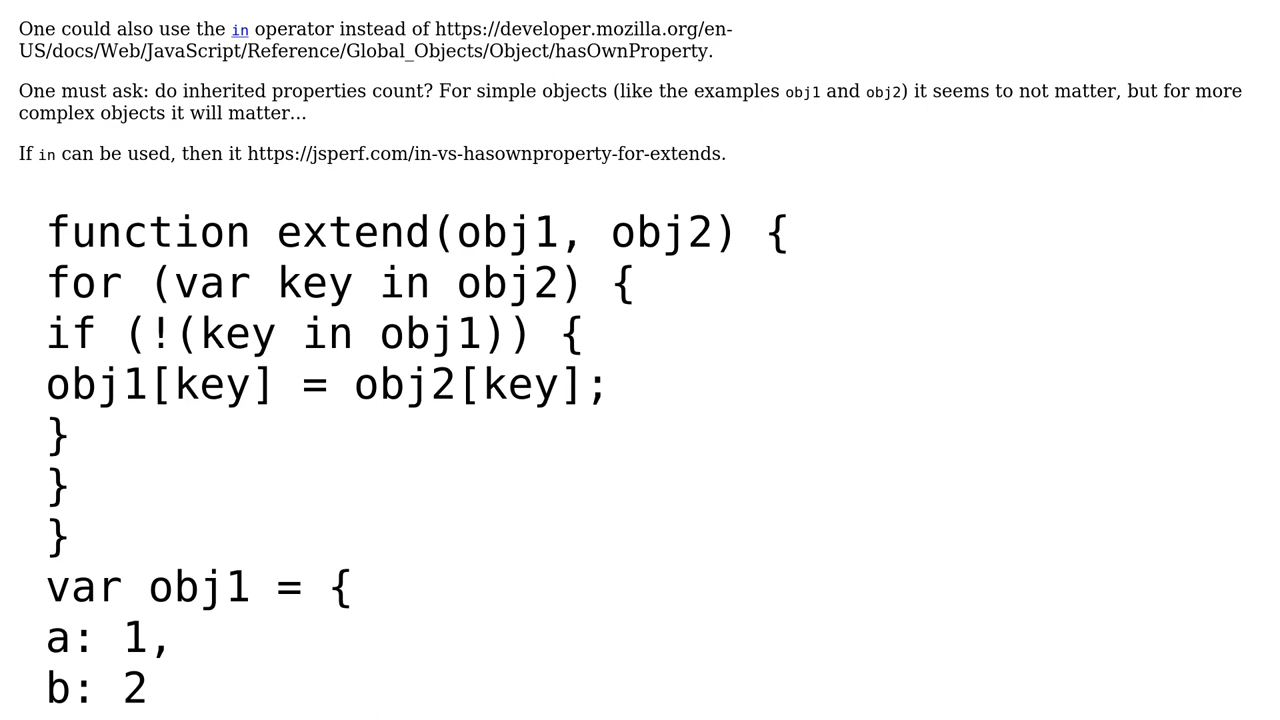 One could also use the in operator instead of https://developer.mozilla.org/en-
US/docs/Web/JavaScript/Reference/Global_Objects/Object/hasOwnProperty.
One must ask: do inherited properties count? For simple objects (like the examples obj1 and obj2) it seems to not matter, but for more
complex objects it will matter...
If in can be used, then it https://jsperf.com/in-vs-hasownproperty-for-extends.
function extend(obj1, obj2) {
for (var key in obj2) {
if (!(key in obj1)) {
obj1[key] = obj2[key];
}
}
}
var obj1 = {
a: 1,
b: 2